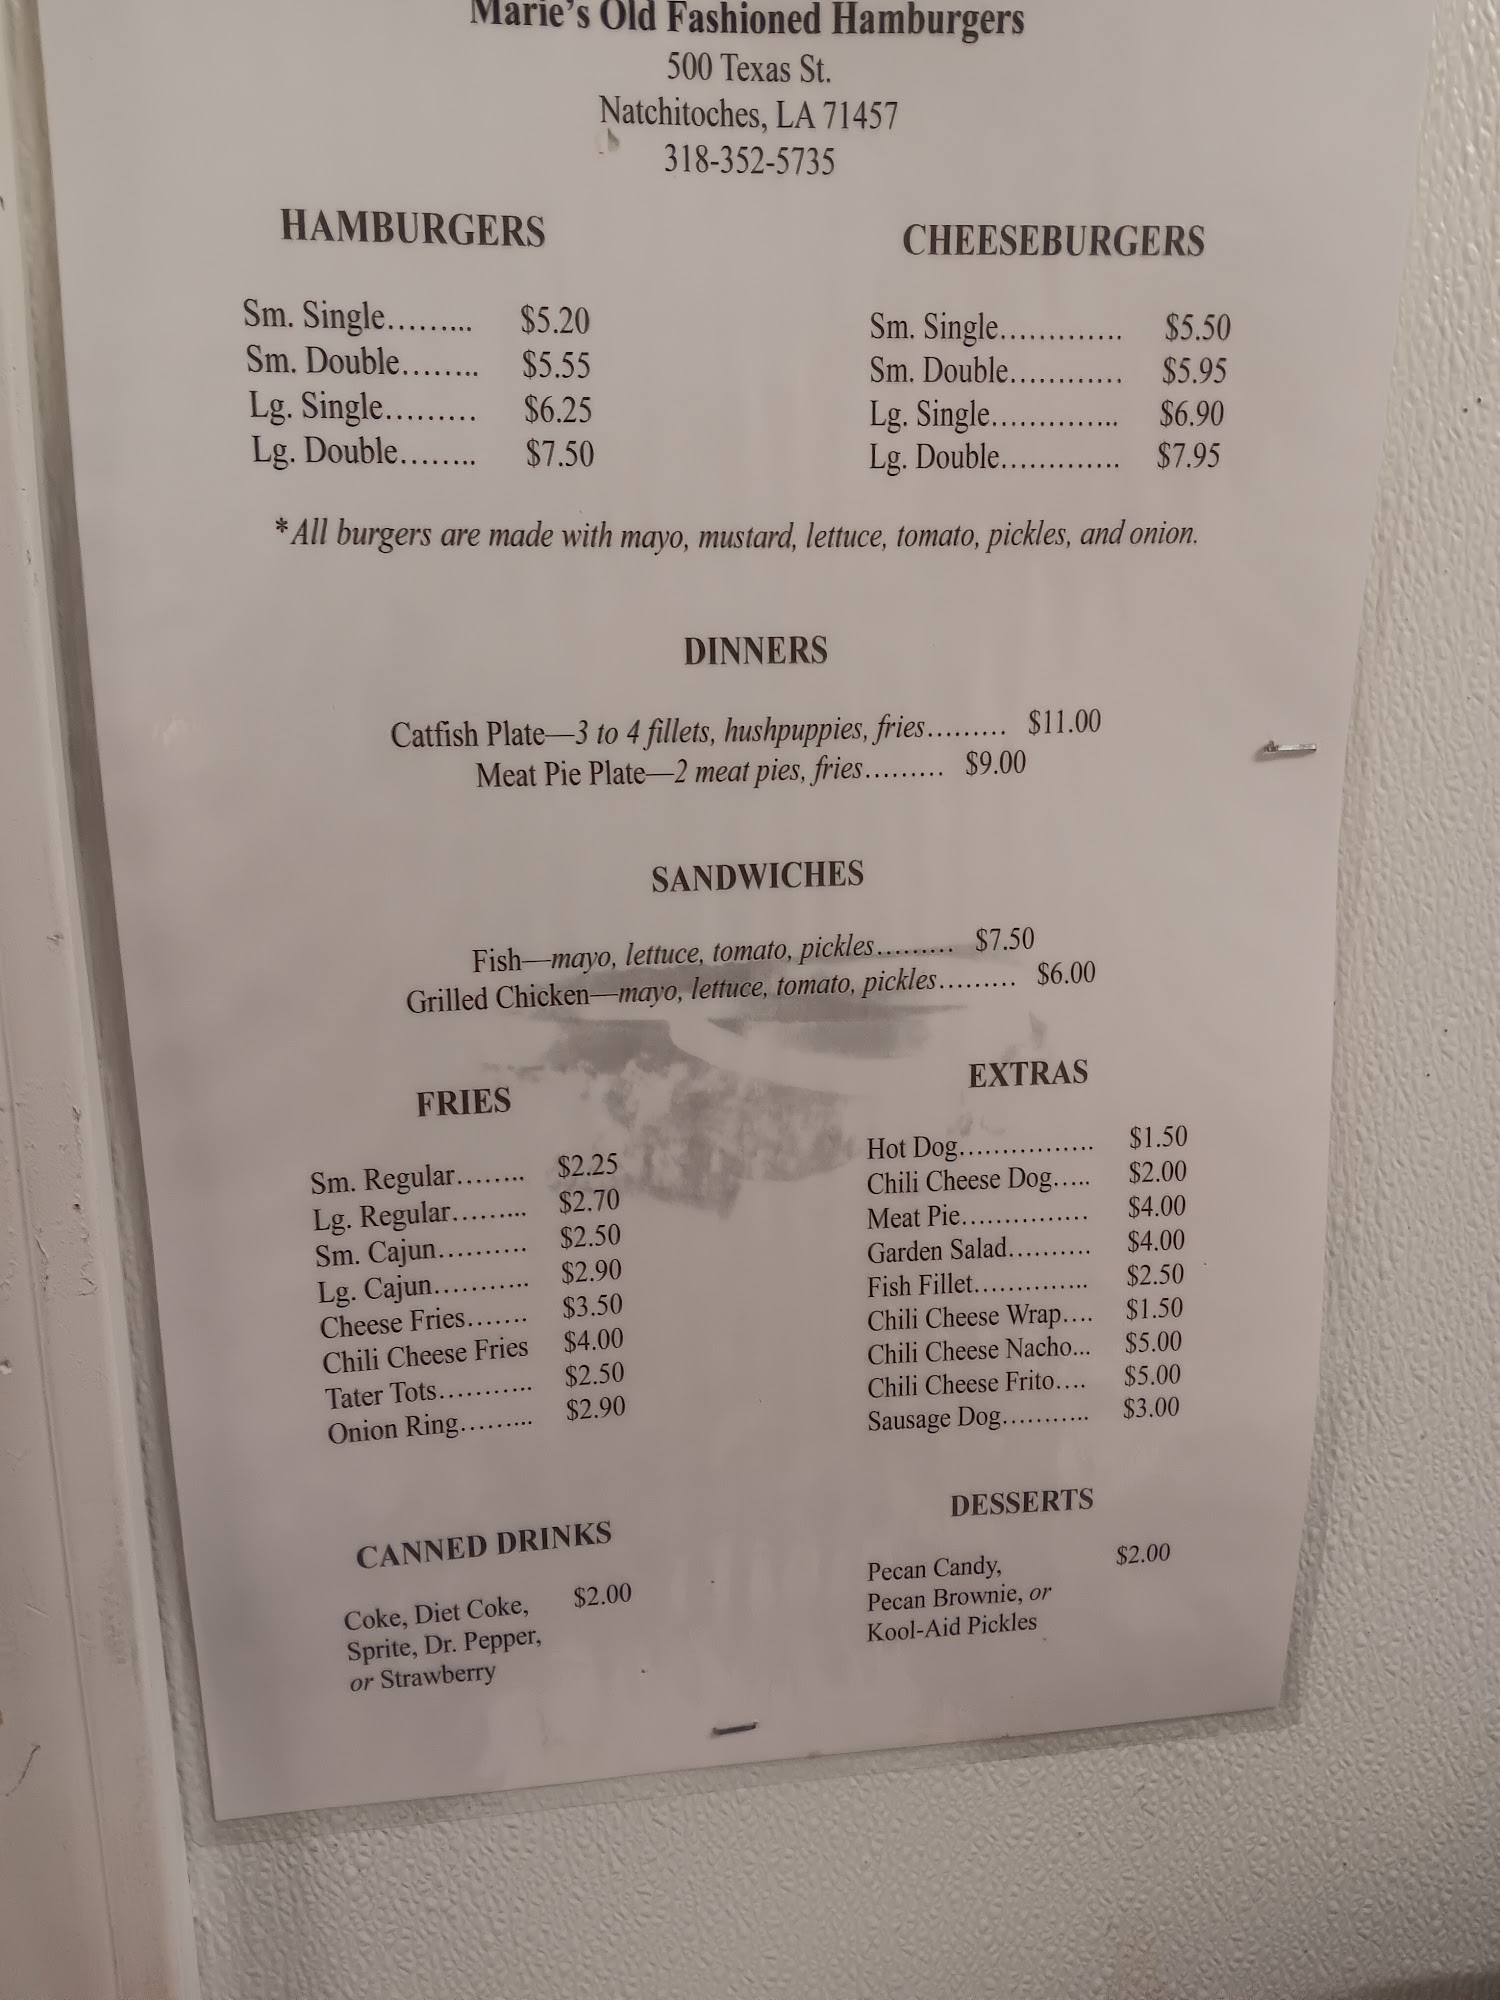 Marie's Old Fashioned Hamburgers
500 Texas St.
Natchitoches, LA 71457
318-352-5735
HAMBURGERS
Sm. Single......... $5.20
Sm. Double........ $5.55
Lg. Single......... $6.25
Lg. Double........ $7.50
CHEESEBURGERS
Sm. Single............. $5.50
Sm. Double............ $5.95
Lg. Single.............. $6.90
Lg. Double............. $7.95
*All burgers are made with mayo, mustard, lettuce, tomato, pickles, and onion.
DINNERS
Catfish Plate—3 to 4 fillets, hushpuppies, fries......... $11.00
Meat Pie Plate—2 meat pies, fries......... $9.00
SANDWICHES
Fish—mayo, lettuce, tomato, pickles......... $7.50
Grilled Chicken—mayo, lettuce, tomato, pickles......... $6.00
FRIES
Sm. Regular........ $2.25
Lg. Regular......... $2.70
Sm. Cajun.......... $2.50
Lg. Cajun........... $2.90
Cheese Fries....... $3.50
Chili Cheese Fries $4.00
Tater Tots........... $2.50
Onion Ring......... $2.90
EXTRAS
Hot Dog................ $1.50
Chili Cheese Dog..... $2.00
Meat Pie............... $4.00
Garden Salad.......... $4.00
Fish Fillet.............. $2.50
Chili Cheese Wrap.... $1.50
Chili Cheese Nacho... $5.00
Chili Cheese Frito.... $5.00
Sausage Dog........... $3.00
CANNED DRINKS
Coke, Diet Coke, $2.00
Sprite, Dr. Pepper,
or Strawberry
DESSERTS
Pecan Candy, $2.00
Pecan Brownie, or
Kool-Aid Pickles